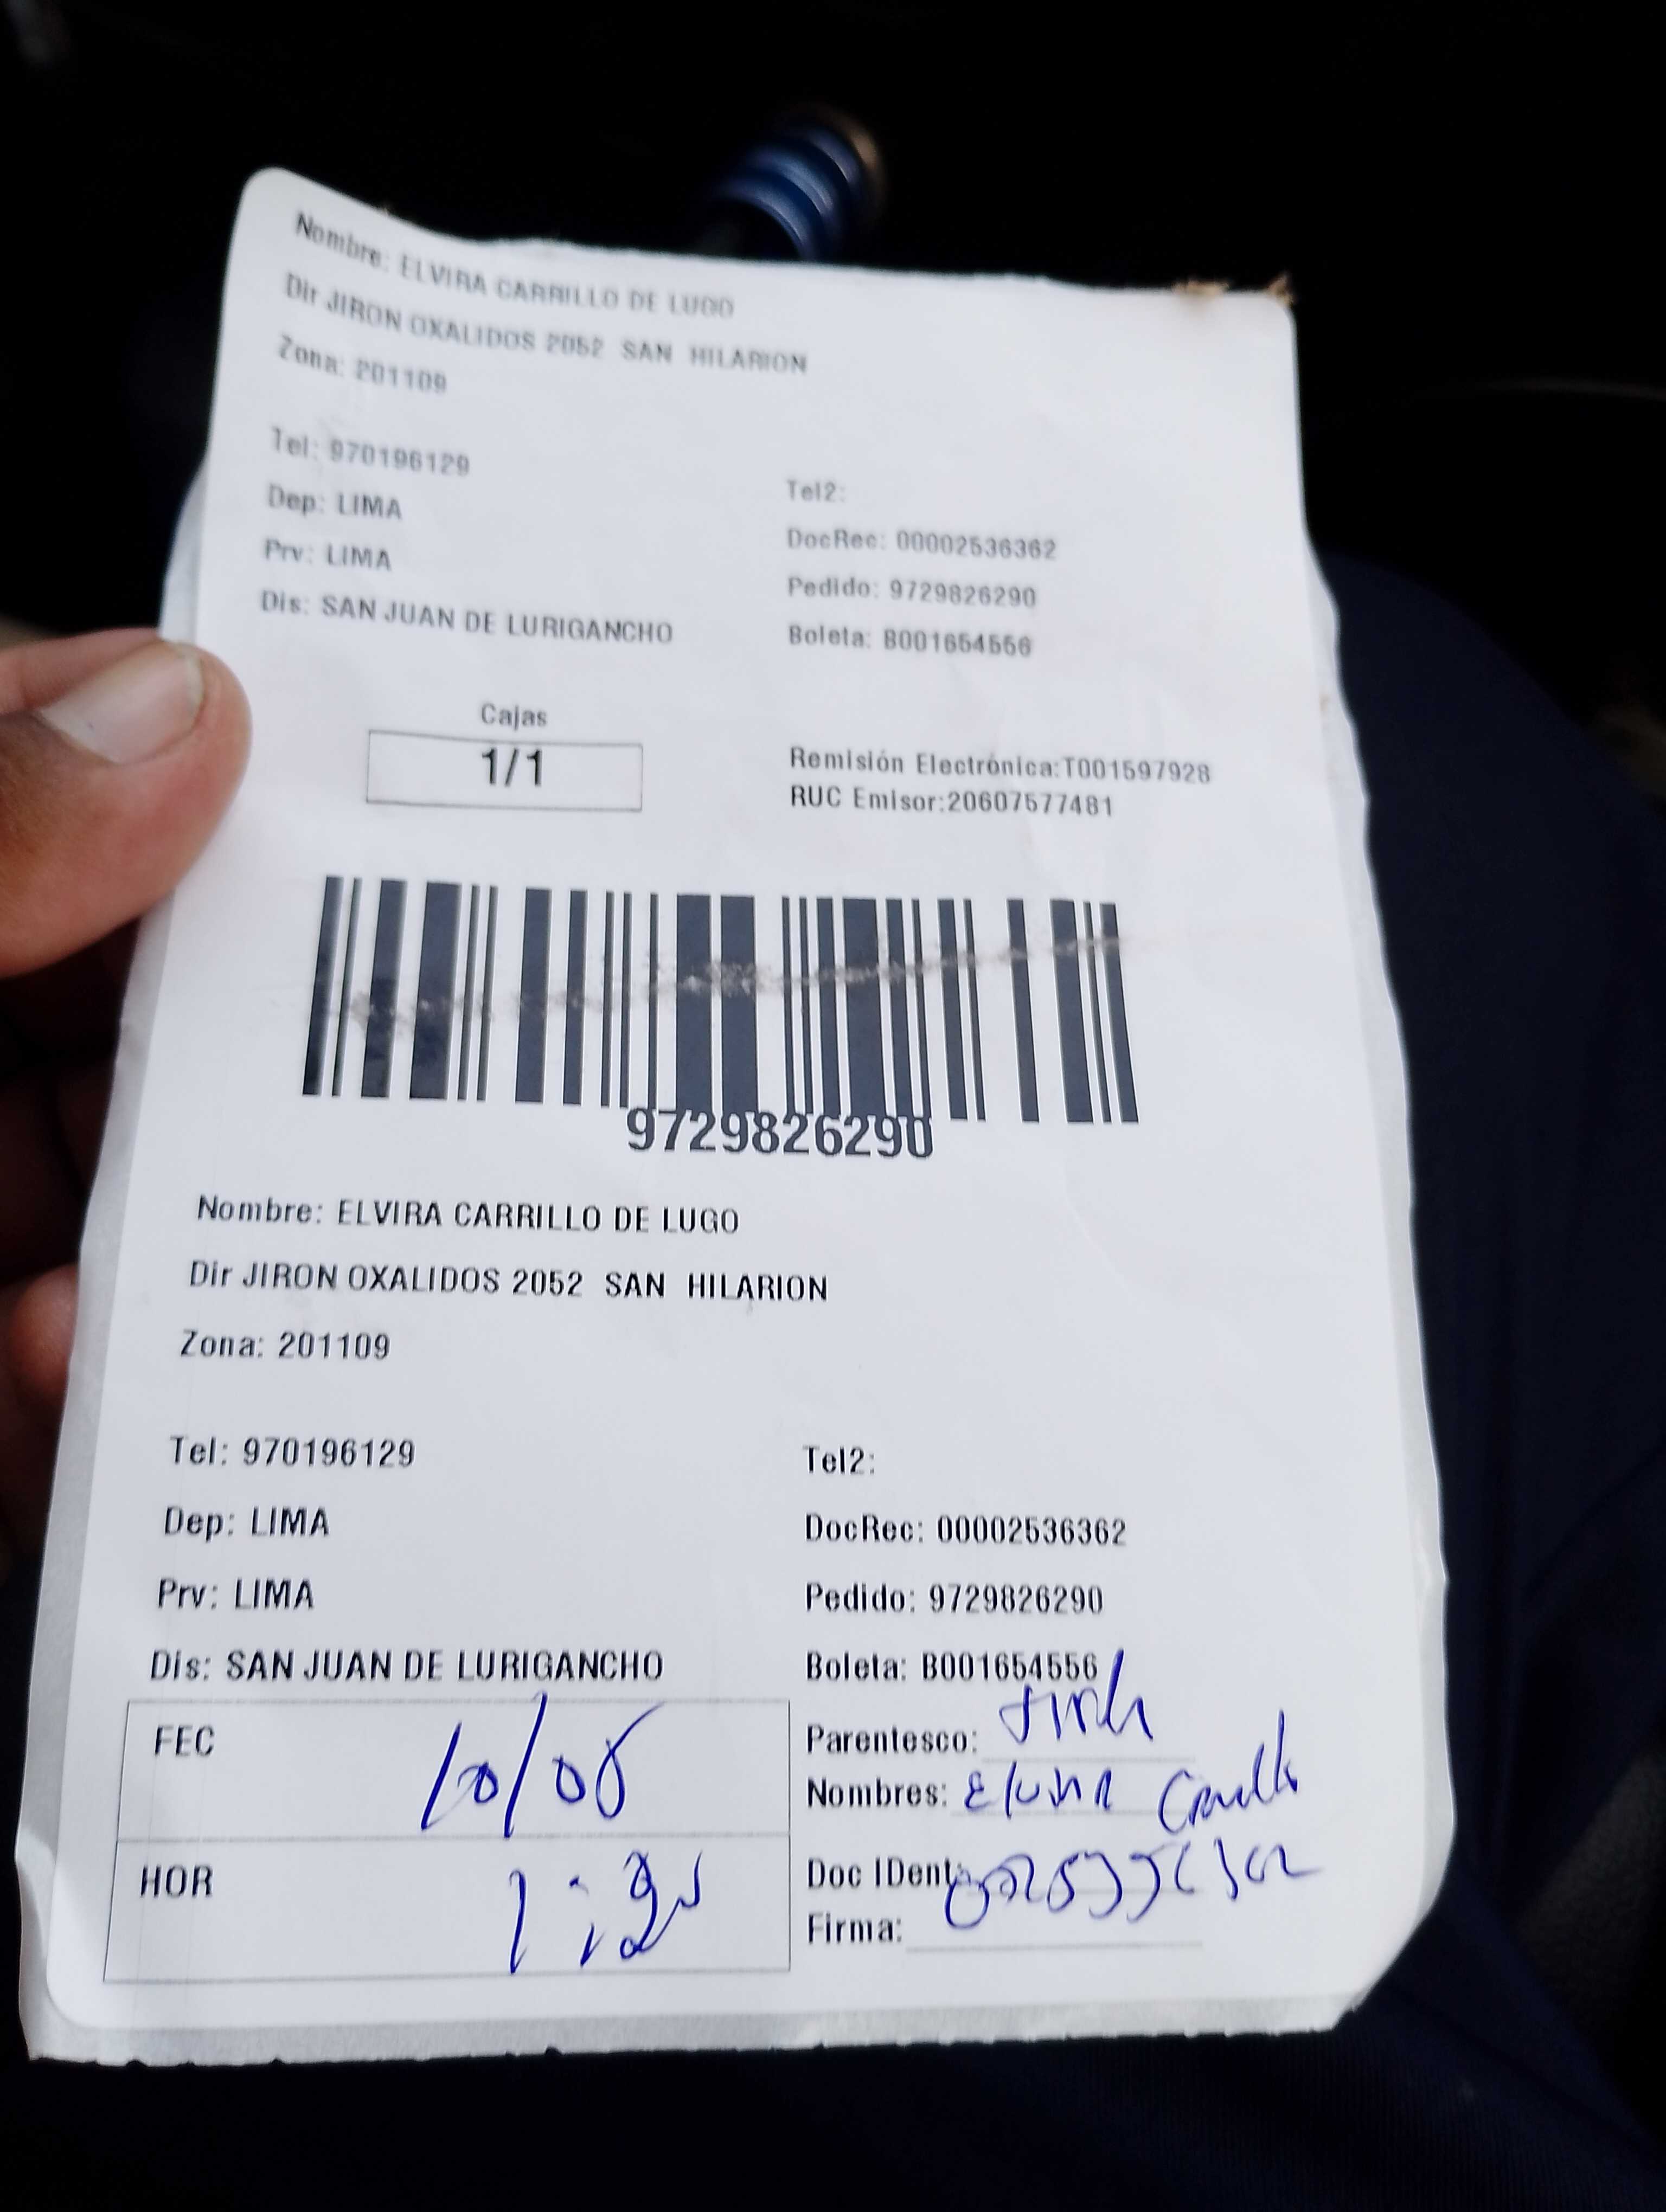 Nombre: ELVIRA CARRILLO DE LUGO
Dir JIRON OXALIDOS 2052 SAN HILARION
Zona: 201109
Tel: 970196129
Tel2:
Dep: LIMA
DocRec: 00002536362
Prv: LIMA
Pedido: 9729826290
Dis: SAN JUAN DE LURIGANCHO
Boleta: B001654556
Cajas
1/1
Remisión Electrónica:T001597928
RUC Emisor:20607577481
9729826290
Nombre: ELVIRA CARRILLO DE LUGO
Dir JIRON OXALIDOS 2052 SAN HILARION
Zona: 201109
Tel: 970196129
Tel2:
Dep: LIMA
DocRec: 00002536362
Prv: LIMA
Pedido: 9729826290
Dis: SAN JUAN DE LURIGANCHO
Boleta: B001654556
FEC 10/08
Parentesco:
Nombres: Elvira
HOR
Doc IDent:
Firma: